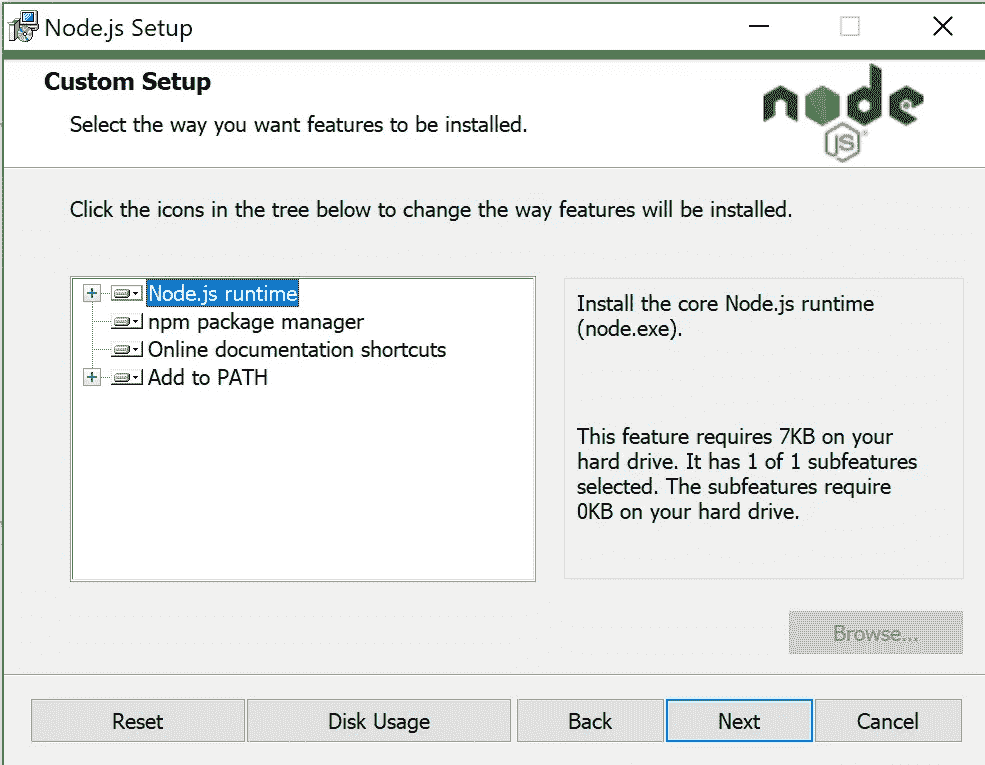 Node.js Setup
Custom Setup
Select the way you want features to be installed.
node
JS
Click the icons in the tree below to change the way features will be installed.
Node.js runtime
npm package manager
Online documentation shortcuts
Add to PATH
Install the core Node.js runtime
(node.exe).
This feature requires 7KB on your
hard drive. It has 1 of 1 subfeatures
selected. The subfeatures require
0KB on your hard drive.
Browse...
Reset
Disk Usage
Back
Next
Cancel